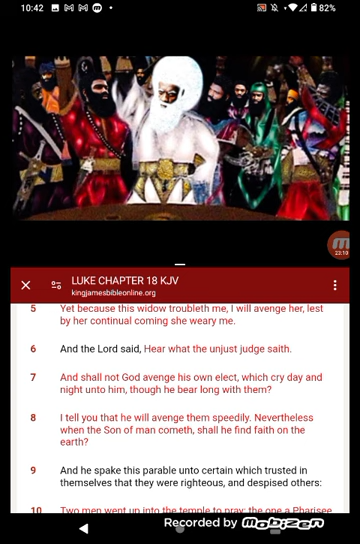 10:42
82%
23:10
LUKE CHAPTER 18 KJV
kingjamesbibleonline.org
5 Yet because this widow troubleth me, I will avenge her, lest
by her continual coming she weary me.
6 And the Lord said, Hear what the unjust judge saith.
7 And shall not God avenge his own elect, which cry day and
night unto him, though he bear long with them?
8 I tell you that he will avenge them speedily. Nevertheless
when the Son of man cometh, shall he find faith on the
earth?
9 And he spake this parable unto certain which trusted in
themselves that they were righteous, and despised others:
10 Two men went up into the temple to pray; the one a Pharisee
Recorded by mobizen